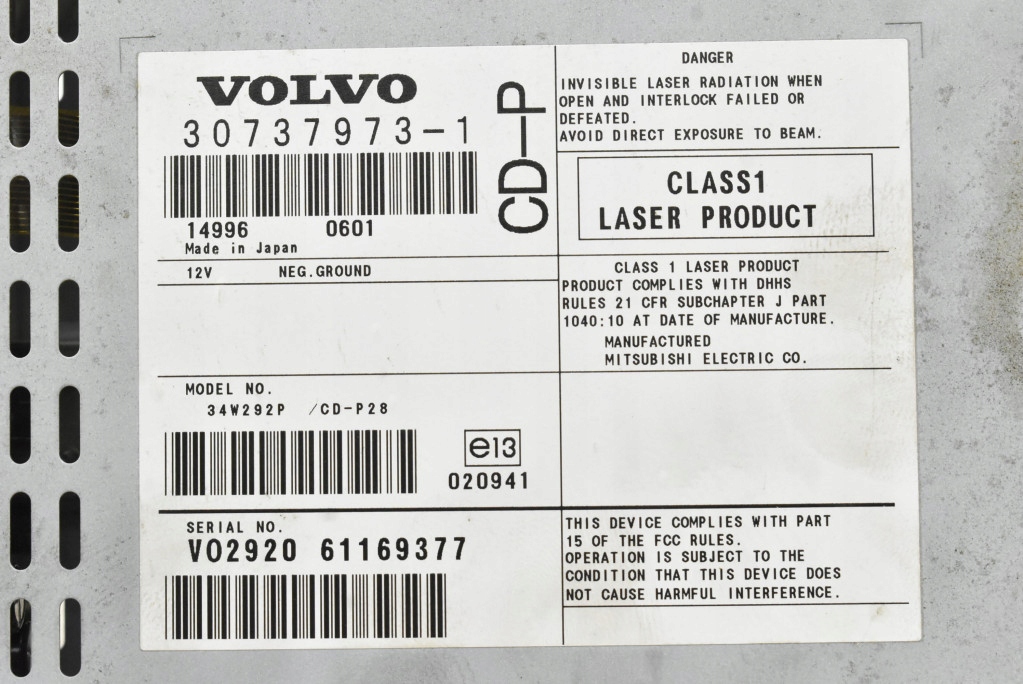 VOLVO
30737973-1
14996 0601
Made in Japan
CD-P
12V NEG.GROUND
MODEL NO.
34W292P /CD-P28
e13
020941
SERIAL NO.
VO2920 61169377
DANGER
INVISIBLE LASER RADIATION WHEN
OPEN AND INTERLOCK FAILED OR
DEFEATED.
AVOID DIRECT EXPOSURE TO BEAM.
CLASS1
LASER PRODUCT
CLASS 1 LASER PRODUCT
PRODUCT COMPLIES WITH DHHS
RULES 21 CFR SUBCHAPTER J PART
1040:10 AT DATE OF MANUFACTURE.
MANUFACTURED
MITSUBISHI ELECTRIC CO.
THIS DEVICE COMPLIES WITH PART
15 OF THE FCC RULES.
OPERATION IS SUBJECT TO THE
CONDITION THAT THIS DEVICE DOES
NOT CAUSE HARMFUL INTERFERENCE.